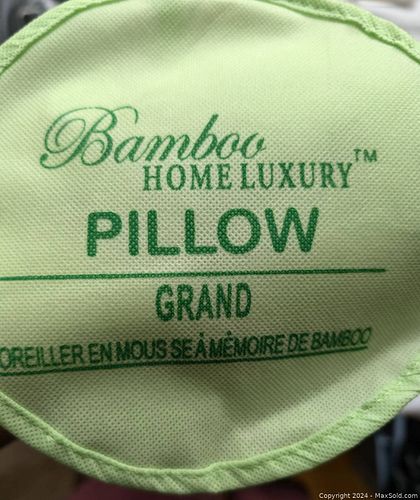 Bamboo
HOME LUXURY™
PILLOW
GRAND
OREILLER EN MOUS SE À MÉMOIRE DE BAMBOO
Copyright 2024 - MaxSold.com